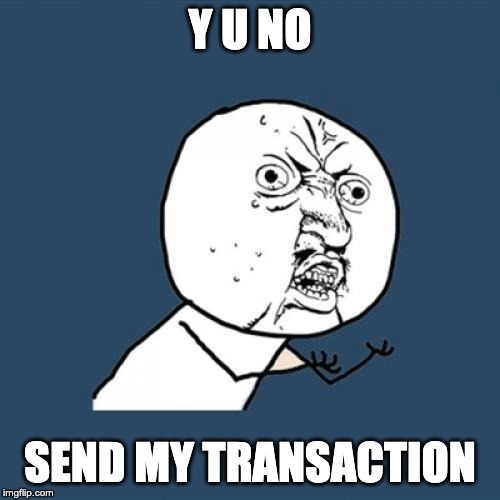 Y U NO
SEND MY TRANSACTION
imgflip.com